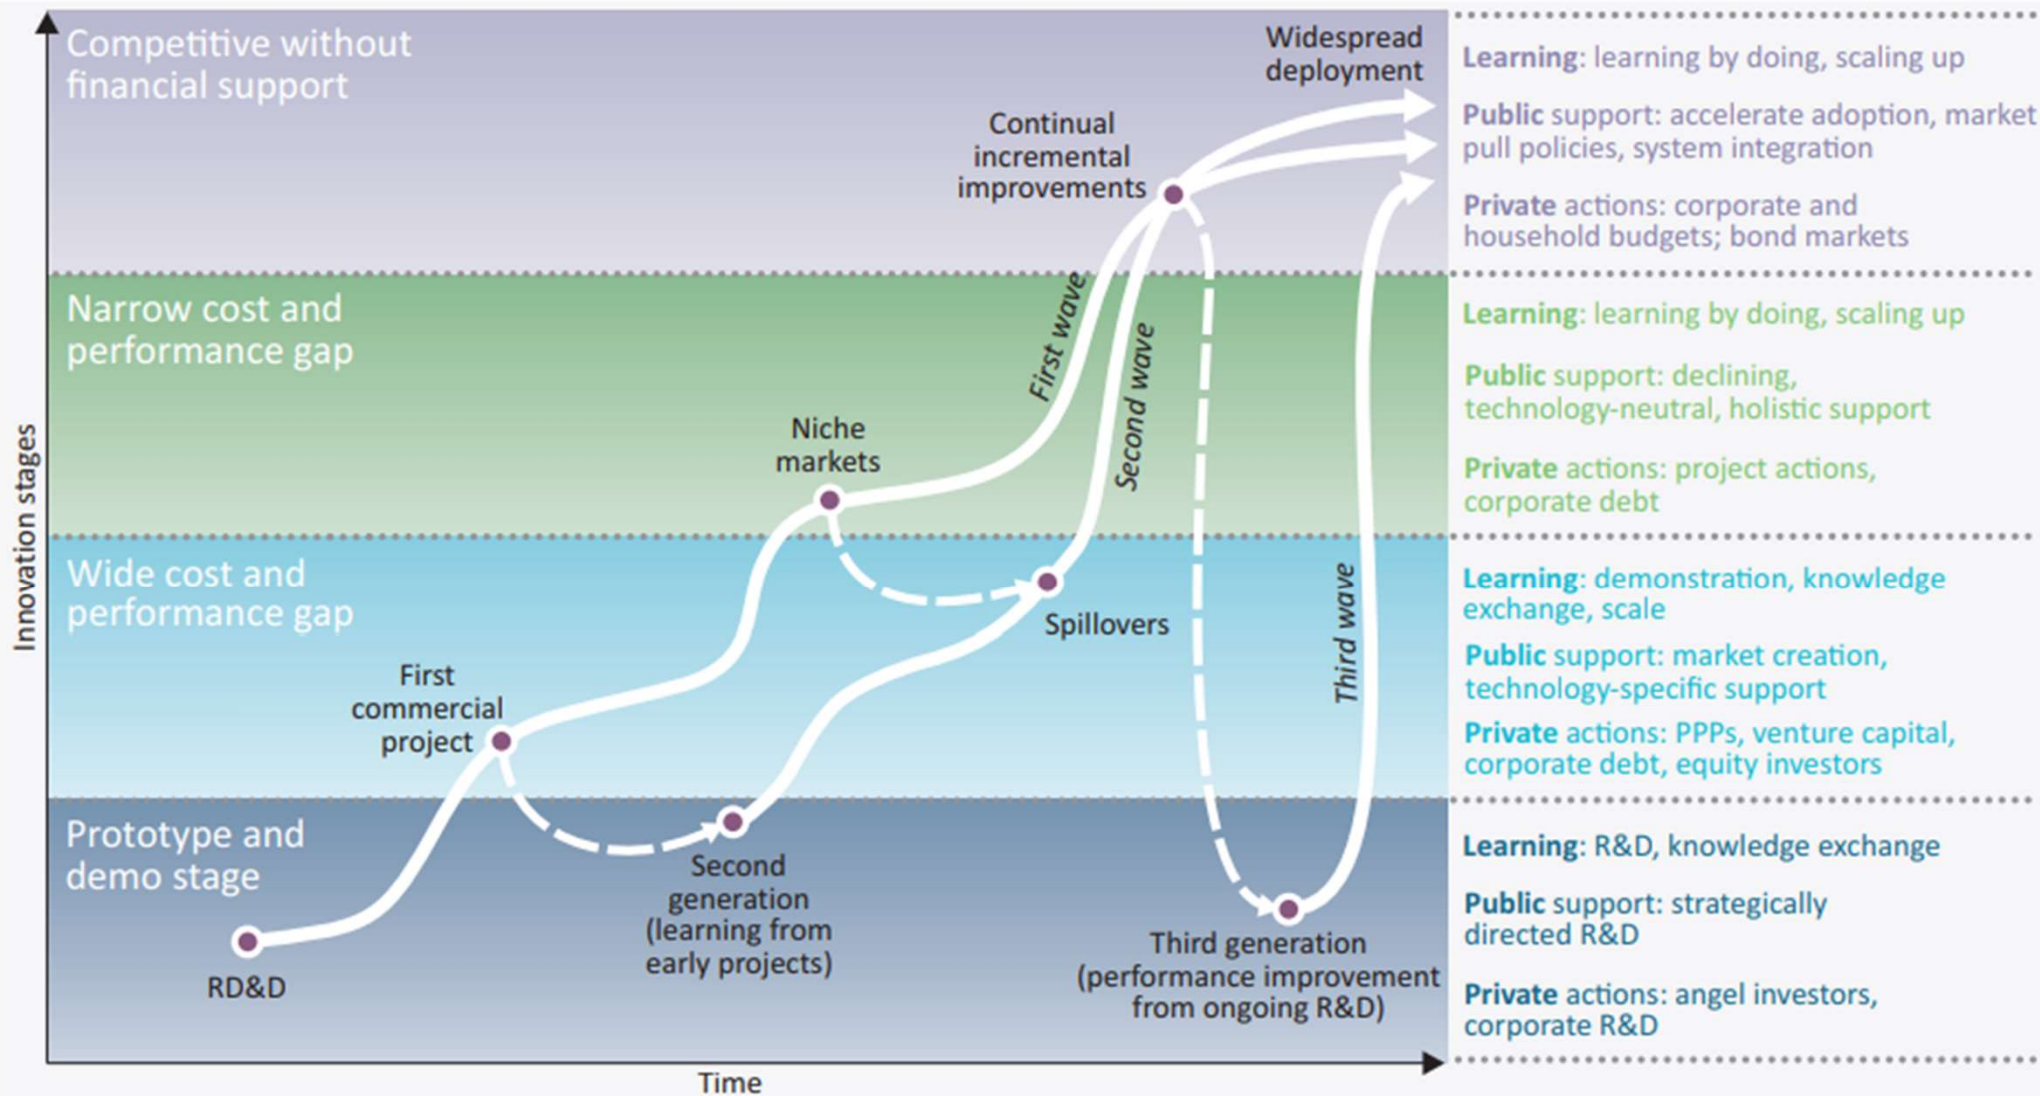 Competitive without
financial support
Widespread
deployment
Continual
incremental
improvements
Learning: learning by doing, scaling up
Public support: accelerate adoption, market
pull policies, system integration
Private actions: corporate and
household budgets; bond markets
Narrow cost and
performance gap
First wave
Second wave
Niche
markets
Learning: learning by doing, scaling up
Public support: declining,
technology-neutral, holistic support
Private actions: project actions,
corporate debt
Innovation stages
Wide cost and
performance gap
Spillovers
First
commercial
project
Third wave
Learning: demonstration, knowledge
exchange, scale
Public support: market creation,
technology-specific support
Private actions: PPPs, venture capital,
corporate debt, equity investors
Prototype and
demo stage
RD&D
Second
generation
(learning from
early projects)
Third generation
(performance improvement
from ongoing R&D)
Learning: R&D, knowledge exchange
Public support: strategically
directed R&D
Private actions: angel investors,
corporate R&D
Time